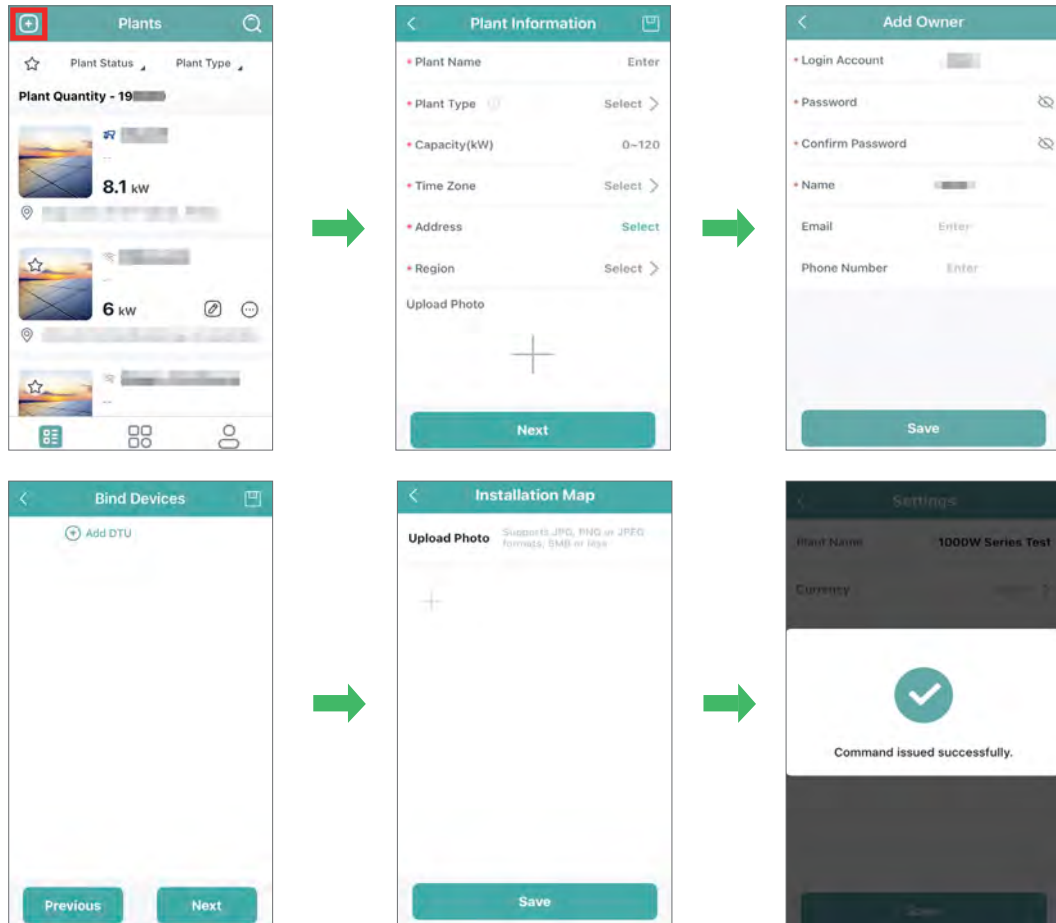 Plants
Plant Status
Plant Type
Plant Quantity - 19
--
8.1 kW
--
6 kW
--
Plant Information
* Plant Name Enter
* Plant Type Select >
* Capacity(kW) 0~120
* Time Zone Select >
* Address Select
* Region Select >
Upload Photo
Next
Add Owner
* Login Account
* Password
* Confirm Password
* Name
Email Enter
Phone Number Enter
Save
Bind Devices
Add DTU
Previous Next
Installation Map
Upload Photo Supports JPG, PNG or JPEG
formats, 5MB or less
Save
Settings
Plant Name 1000W Series Test
Currency
Command issued successfully.
Save